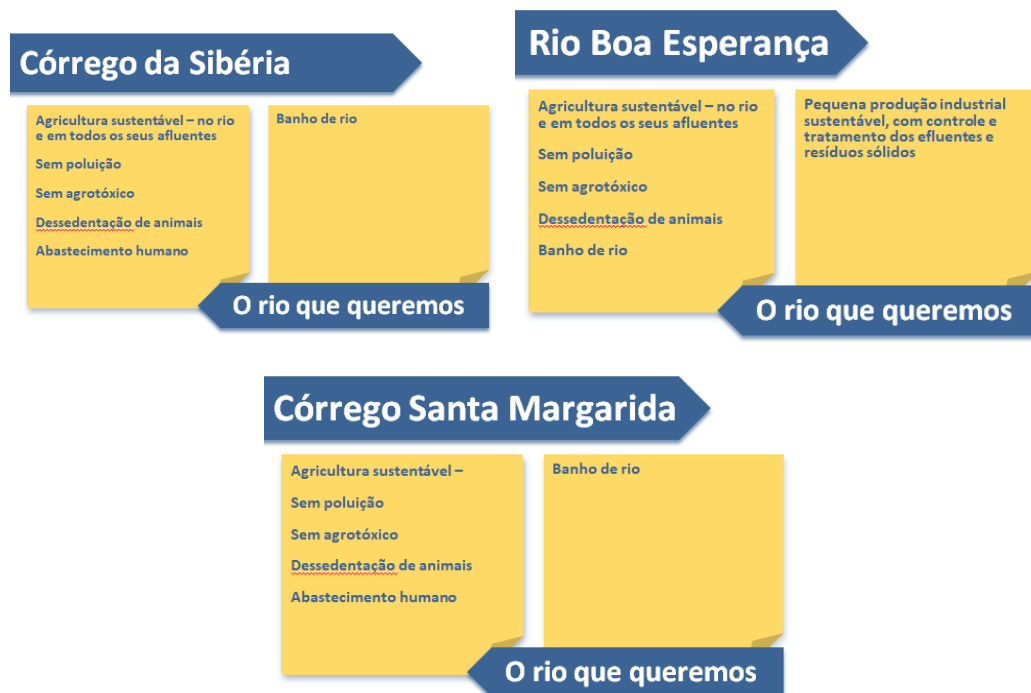 Córrego da Sibéria
Agricultura sustentável – no rio
e em todos os seus afluentes
Sem poluição
Sem agrotóxico
Dessedentação de animais
Abastecimento humano
Banho de rio
O rio que queremos
Rio Boa Esperança
Agricultura sustentável – no rio
e em todos os seus afluentes
Sem poluição
Sem agrotóxico
Dessedentação de animais
Banho de rio
Pequena produção industrial
sustentável, com controle e
tratamento dos efluentes e
resíduos sólidos
O rio que queremos
Córrego Santa Margarida
Agricultura sustentável –
Sem poluição
Sem agrotóxico
Dessedentação de animais
Abastecimento humano
Banho de rio
O rio que queremos